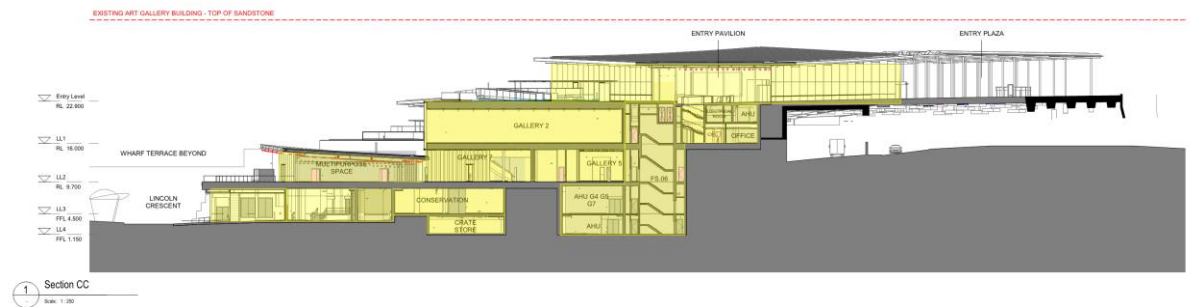 EXISTING ART GALLERY BUILDING - TOP OF SANDSTONE
ENTRY PAVILION
ENTRY PLAZA
Entry Level
RL 22.900
GALLERY 2
AHU
OFFICE
LL1
RL 16.000
WHARF TERRACE BEYOND
MULTIPURPOSE
SPACE
GALLERY 7
GALLERY 5
FS.06
LL2
RL 9.700
LINCOLN
CRESCENT
CONSERVATION
AHU G4 G5
G7
LL3
FFL 4.500
CRATE
STORE
AHU
LL4
FFL 1.150
1
Section CC
Scale: 1 : 250